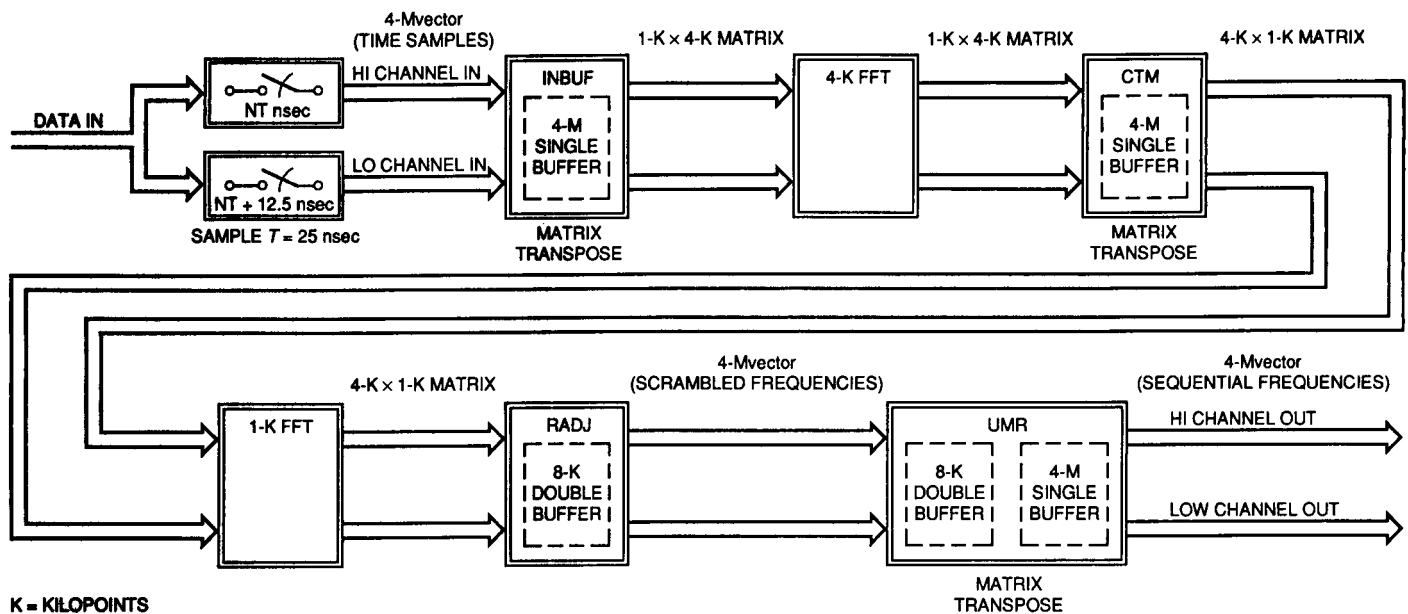 4-Mvector
(TIME SAMPLES)
1-K × 4-K MATRIX
1-K × 4-K MATRIX
4-K × 1-K MATRIX
DATA IN
NT nsec
HI CHANNEL IN
NT + 12.5 nsec
LO CHANNEL IN
SAMPLE T = 25 nsec
INBUF
4-M
SINGLE
BUFFER
MATRIX
TRANSPOSE
4-K FFT
CTM
4-M
SINGLE
BUFFER
MATRIX
TRANSPOSE
1-K FFT
4-K × 1-K MATRIX
RADJ
8-K
DOUBLE
BUFFER
4-Mvector
(SCRAMBLED FREQUENCIES)
UMR
8-K
DOUBLE
BUFFER
4-M
SINGLE
BUFFER
MATRIX
TRANSPOSE
4-Mvector
(SEQUENTIAL FREQUENCIES)
HI CHANNEL OUT
LOW CHANNEL OUT
K = KILOPOINTS